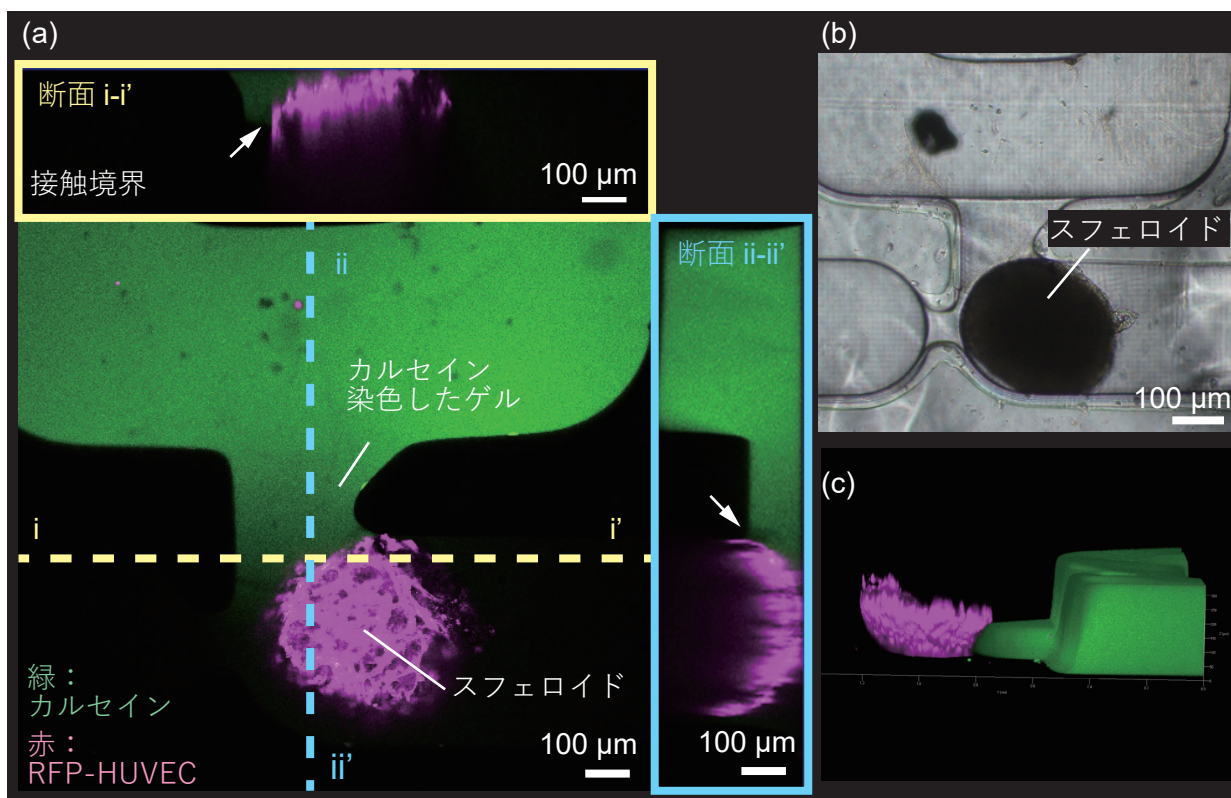 (a)
断面 i-i’
接触境界
100 µm
ii
断面 ii-ii’
カルセイン
染色したゲル
i
i’
スフェロイド
緑：
カルセイン
赤：
RFP-HUVEC
ii’
100 µm
100 µm
(b)
スフェロイド
100 µm
(c)